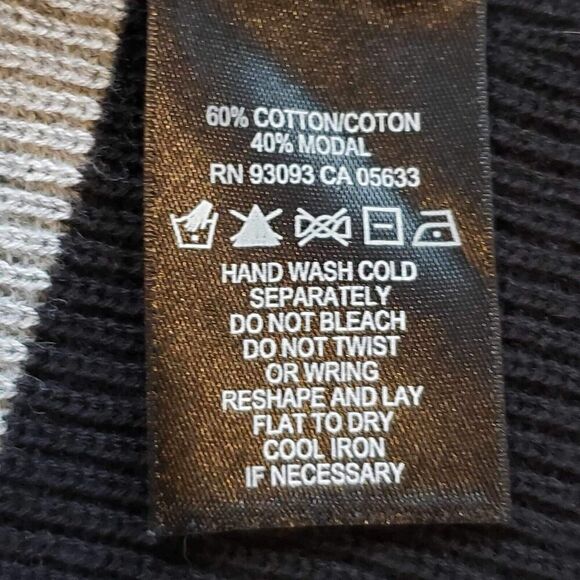 60% COTTON/COTON
40% MODAL
RN 93093 CA 05633
HAND WASH COLD
SEPARATELY
DO NOT BLEACH
DO NOT TWIST
OR WRING
RESHAPE AND LAY
FLAT TO DRY
COOL IRON
IF NECESSARY